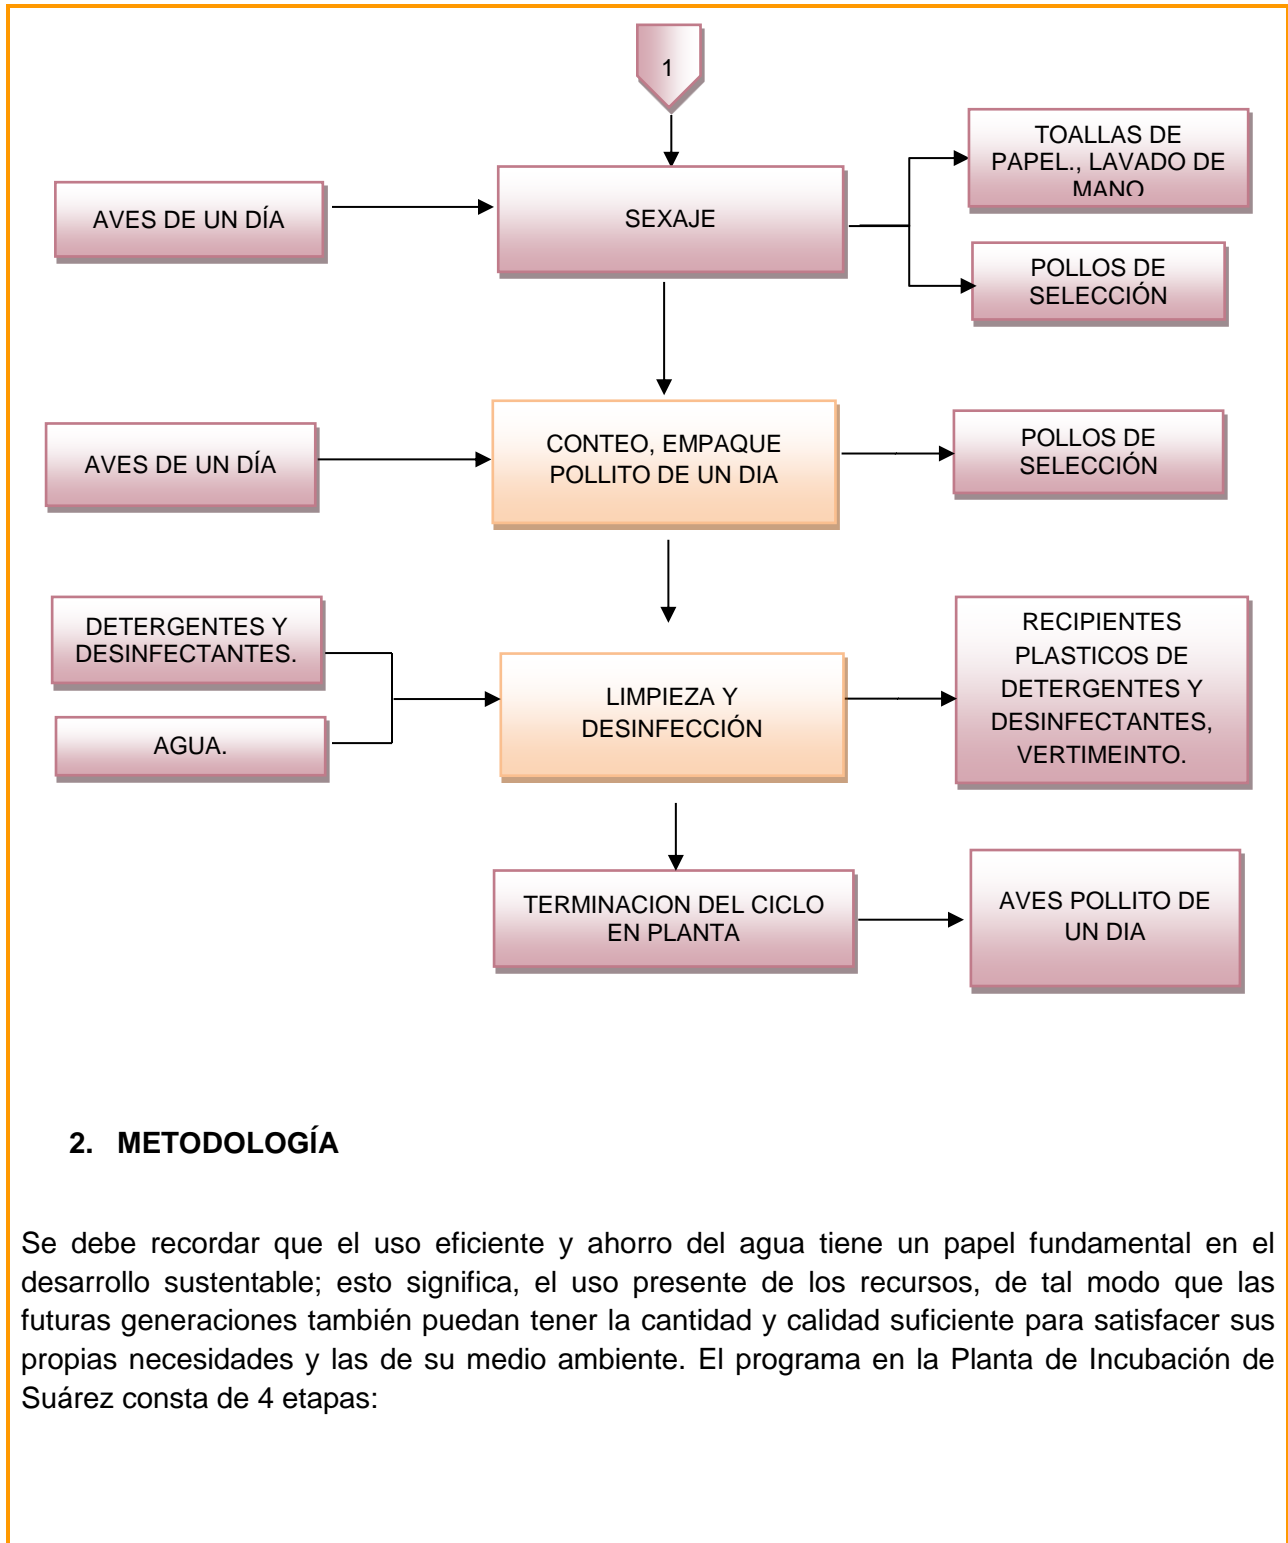 1
TOALLAS DE
PAPEL., LAVADO DE
MANO
AVES DE UN DÍA
SEXAJE
POLLOS DE
SELECCIÓN
AVES DE UN DÍA
CONTEO, EMPAQUE
POLLITO DE UN DIA
POLLOS DE
SELECCIÓN
DETERGENTES Y
DESINFECTANTES.
AGUA.
LIMPIEZA Y
DESINFECCIÓN
RECIPIENTES
PLASTICOS DE
DETERGENTES Y
DESINFECTANTES,
VERTIMEINTO.
TERMINACION DEL CICLO
EN PLANTA
AVES POLLITO DE
UN DIA
2. METODOLOGÍA
Se debe recordar que el uso eficiente y ahorro del agua tiene un papel fundamental en el
desarrollo sustentable; esto significa, el uso presente de los recursos, de tal modo que las
futuras generaciones también puedan tener la cantidad y calidad suficiente para satisfacer sus
propias necesidades y las de su medio ambiente. El programa en la Planta de Incubación de
Suárez consta de 4 etapas: